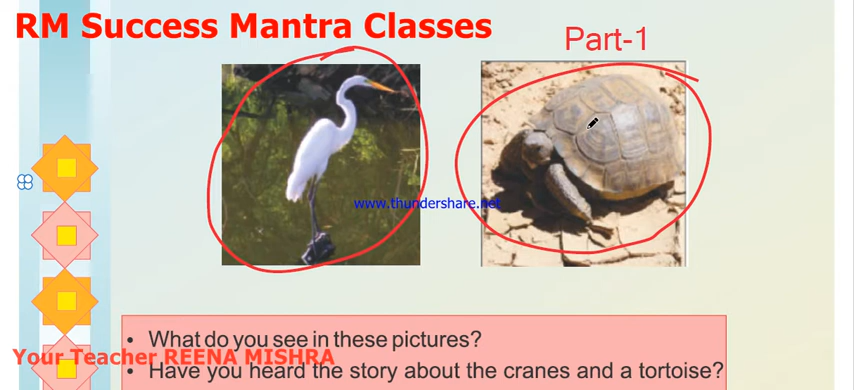 RM Success Mantra Classes
Part-1
www.thundershare.net
• What do you see in these pictures?
Your Teacher REENA MISHRA
• Have you heard the story about the cranes and a tortoise?